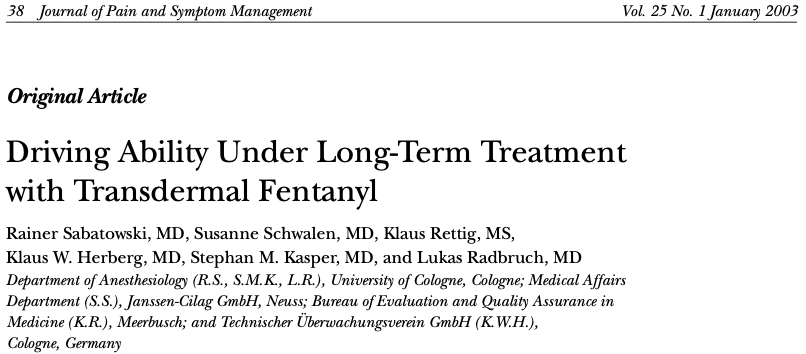 38 Journal of Pain and Symptom Management Vol. 25 No. 1 January 2003
Original Article
Driving Ability Under Long-Term Treatment
with Transdermal Fentanyl
Rainer Sabatowski, MD, Susanne Schwalen, MD, Klaus Rettig, MS,
Klaus W. Herberg, MD, Stephan M. Kasper, MD, and Lukas Radbruch, MD
Department of Anesthesiology (R.S., S.M.K., L.R.), University of Cologne, Cologne; Medical Affairs
Department (S.S.), Janssen-Cilag GmbH, Neuss; Bureau of Evaluation and Quality Assurance in
Medicine (K.R.), Meerbusch; and Technischer Überwachungsverein GmbH (K.W.H.),
Cologne, Germany